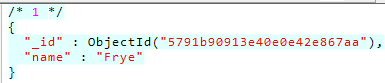 /* 1 */
{
"_id" : ObjectId("5791b90913e40e0e42e867aa"),
"name" : "Frye"
}